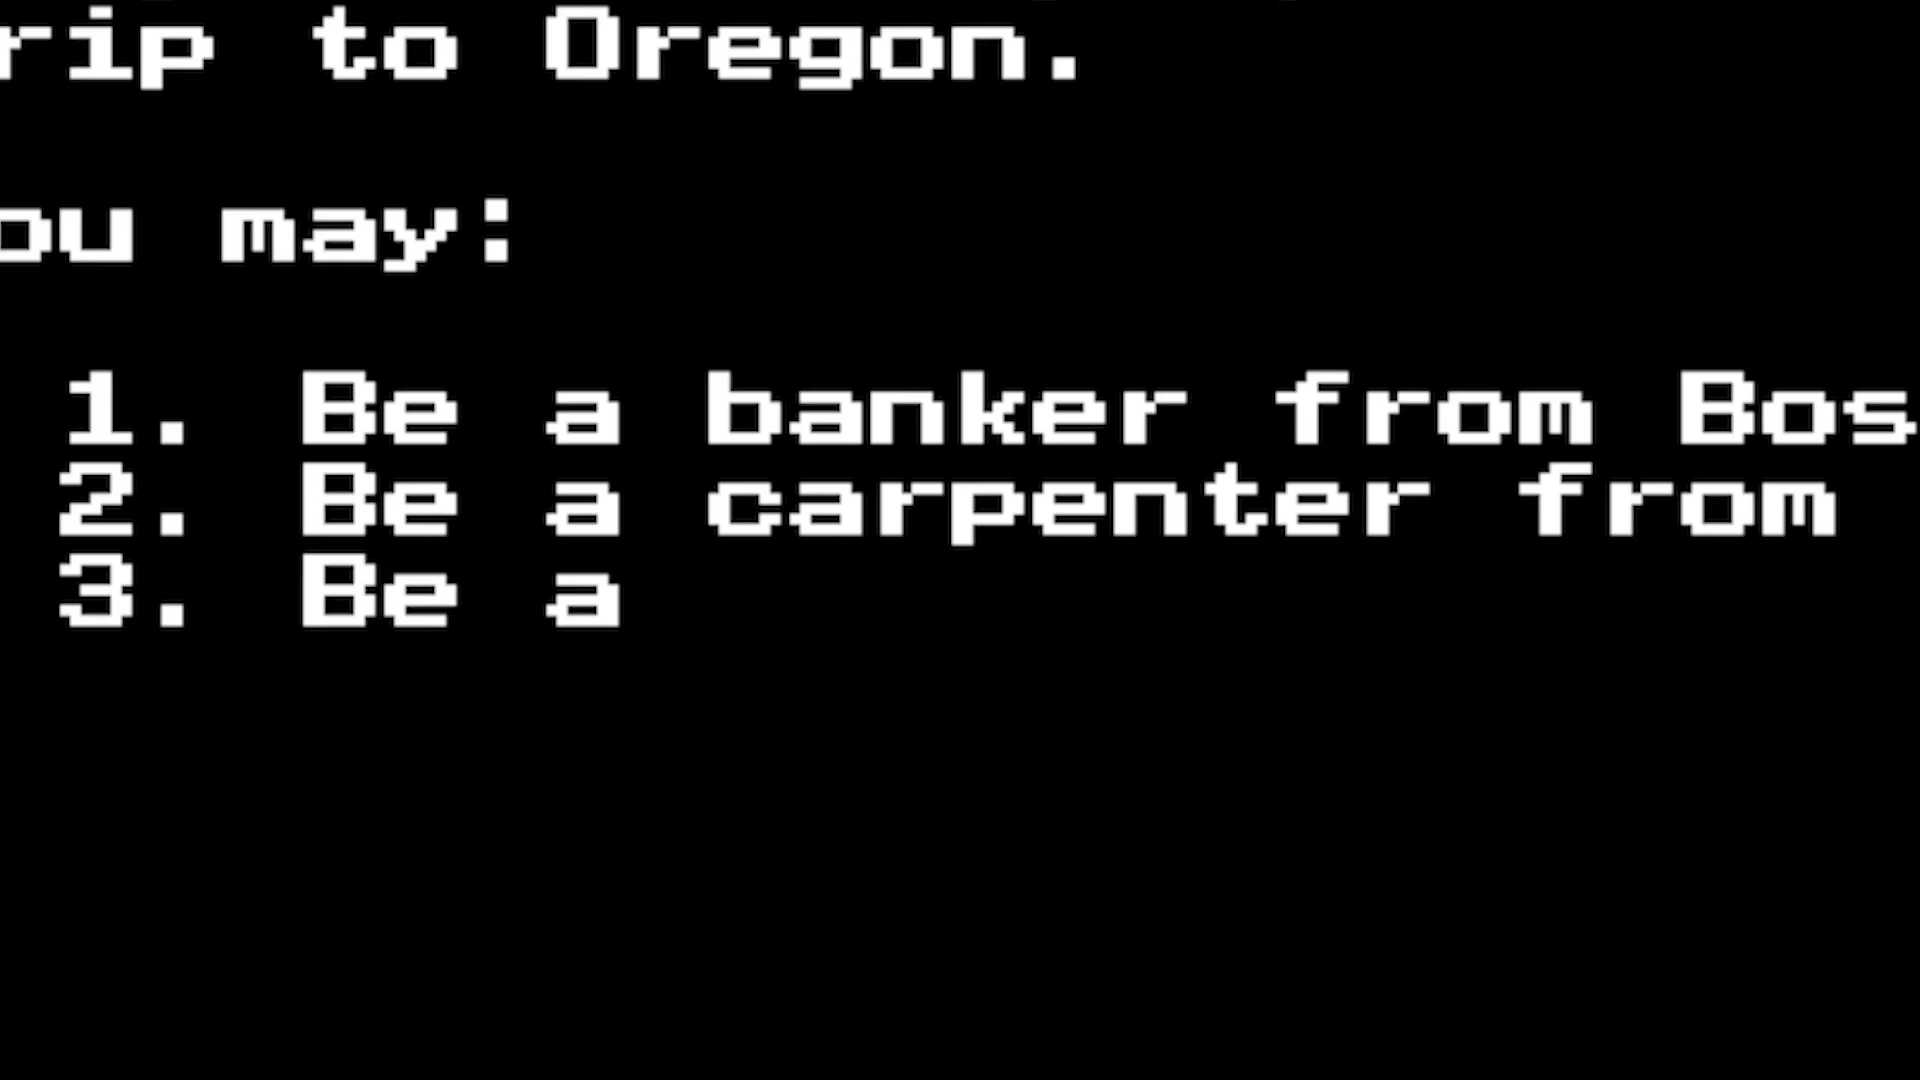 rip to Oregon.
ou may:
1. Be a banker from Bos
2. Be a carpenter from
3. Be a